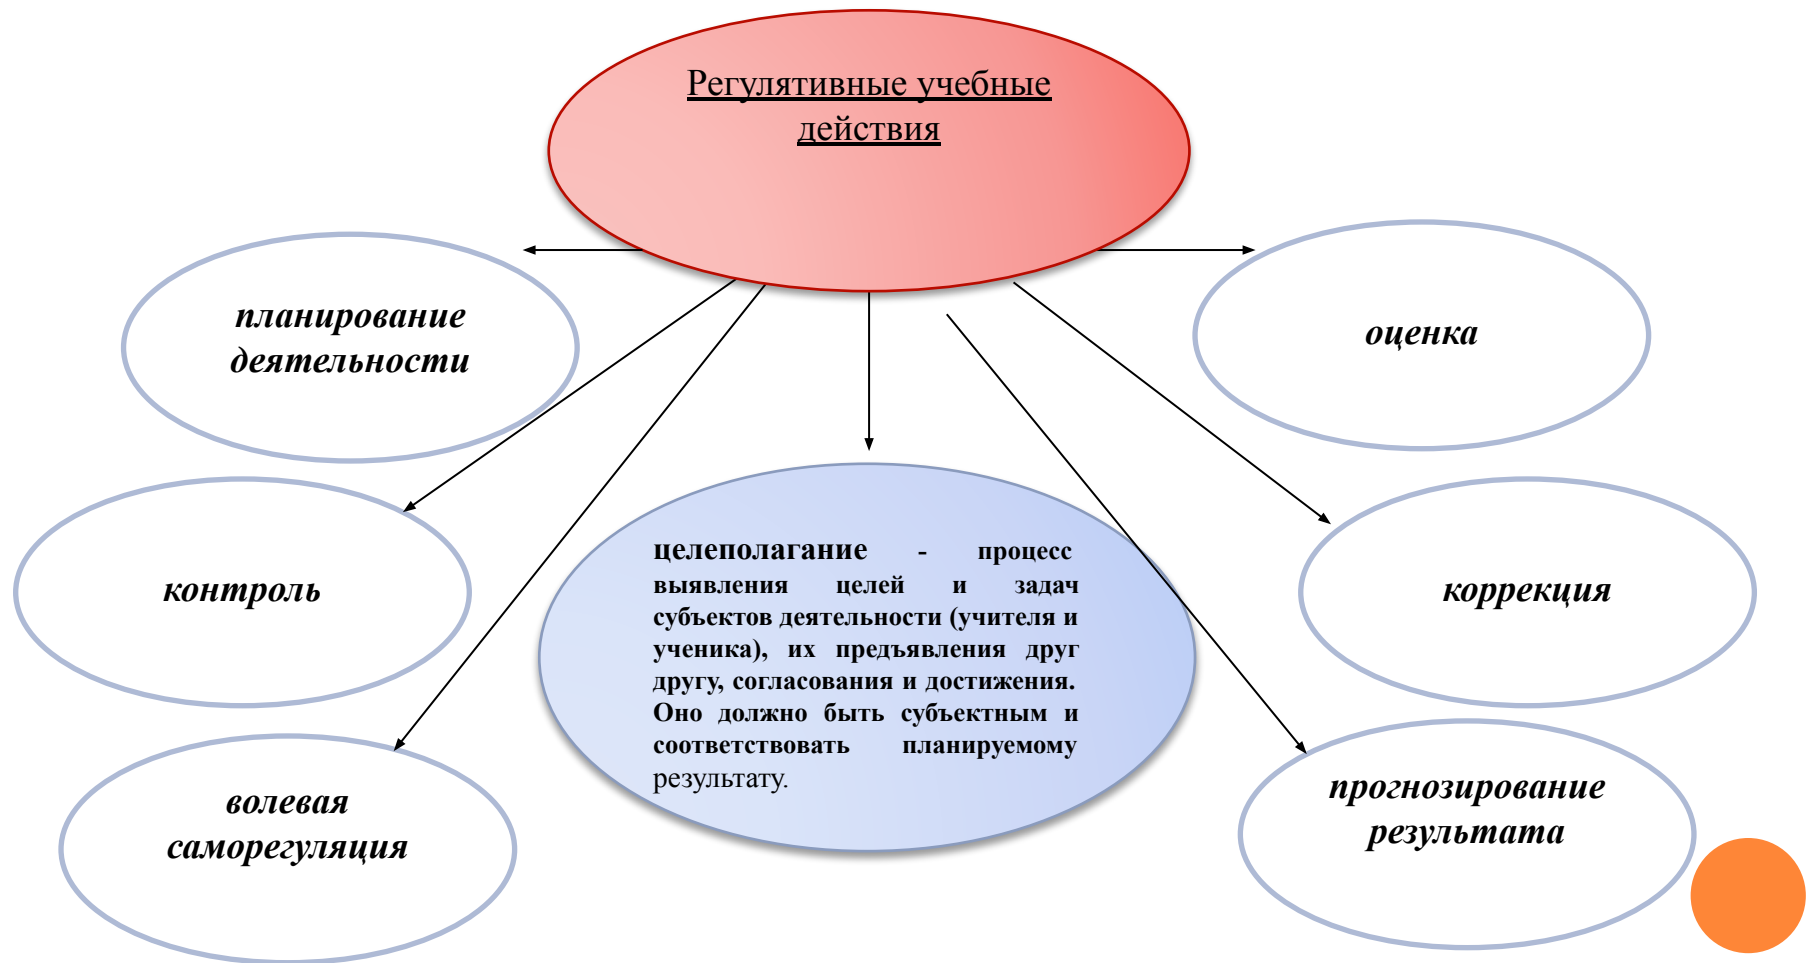 Регулятивные учебные
действия
планирование
деятельности
оценка
контроль
целеполагание - процесс
выявления целей и задач
субъектов деятельности (учителя и
ученика), их предъявления друг
другу, согласования и достижения.
Оно должно быть субъектным и
соответствовать планируемому
результату.
коррекция
волевая
саморегуляция
прогнозирование
результата